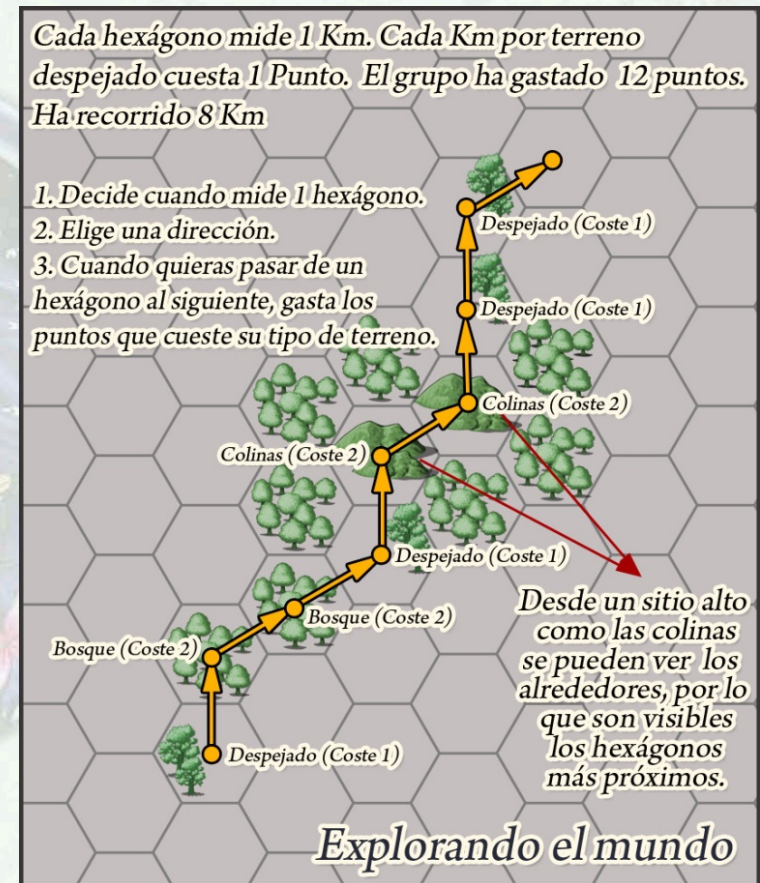 Cada hexágono mide 1 Km. Cada Km por terreno
despejado cuesta 1 Punto. El grupo ha gastado 12 puntos.
Ha recorrido 8 Km
1. Decide cuando mide 1 hexágono.
2. Elige una dirección.
3. Cuando quieras pasar de un
hexágono al siguiente, gasta los
puntos que cueste su tipo de terreno.
Despejado (Coste 1)
Despejado (Coste 1)
Colinas (Coste 2)
Colinas (Coste 2)
Despejado (Coste 1)
Bosque (Coste 2)
Bosque (Coste 2)
Despejado (Coste 1)
Desde un sitio alto
como las colinas
se pueden ver los
alrededores, por lo
que son visibles
los hexágonos
más próximos.
Explorando el mundo